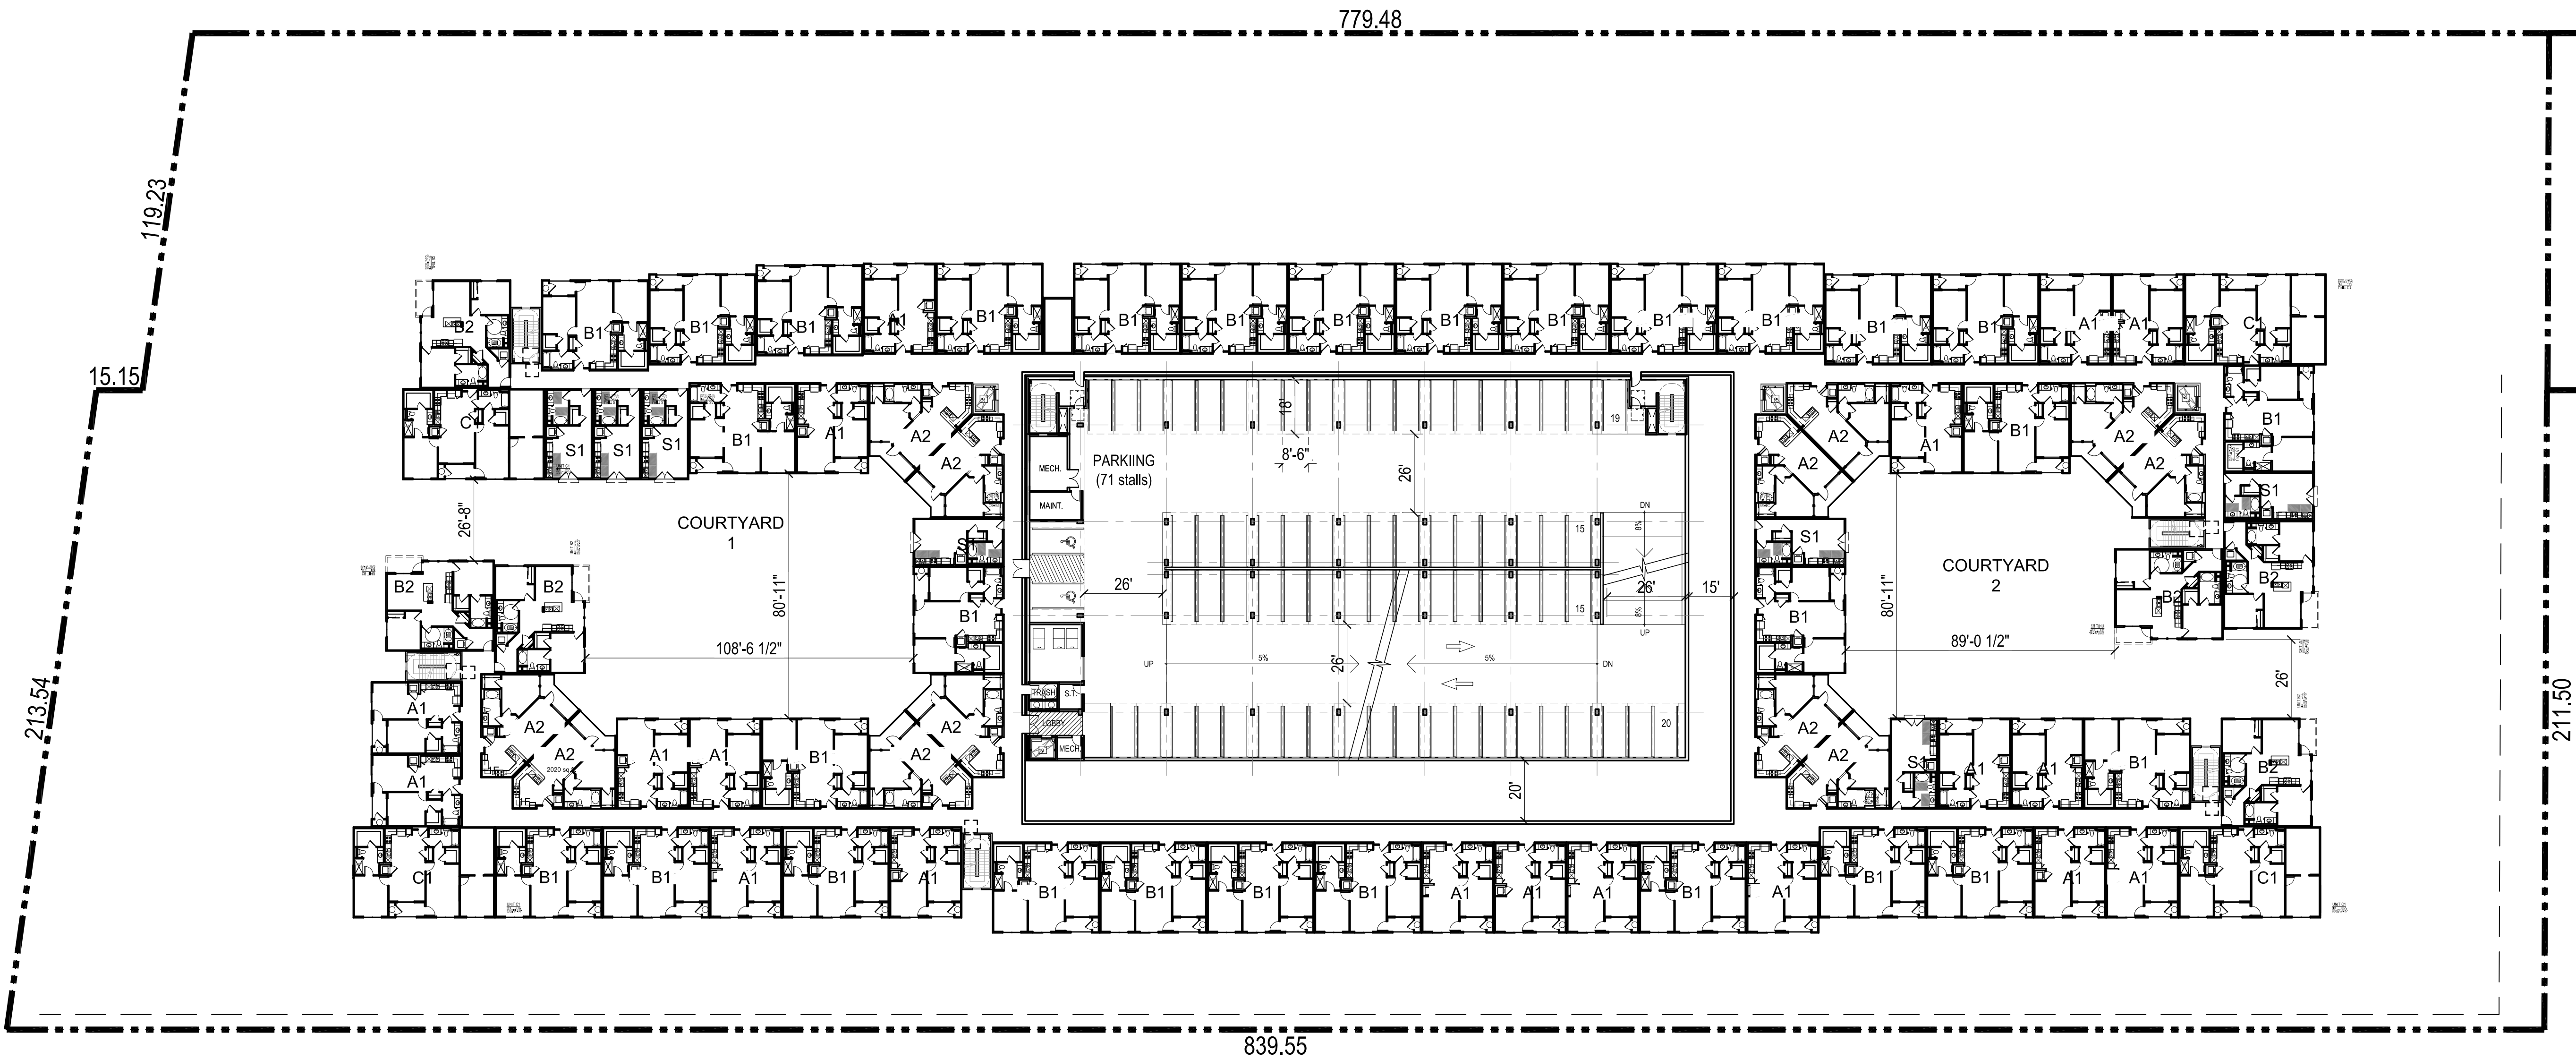 779.48
119.23
15.15
213.54
839.55
211.50
B2
B1
B1
B1
A1
B1
B1
B1
B1
B1
B1
B1
B1
B1
B1
A1
A1
C1
C1
S1
S1
S1
B1
A1
A2
A2
S1
B1
26'-8"
COURTYARD
1
80'-11"
108'-6 1/2"
B2
B2
A1
A1
A2
A2
2020 sq.
A1
A1
B1
A2
A2
C1
B1
B1
A1
B1
A1
B1
B1
B1
B1
A1
A1
A1
B1
A1
B1
B1
A1
A1
C1
MECH.
MAINT.
PARKIING
(71 stalls)
18'
8'-6"
26'
19
15
15
20
DN
8%
26'
15'
8%
UP
26'
UP
5%
26'
5%
DN
TRASH
S.T.
LOBBY
MECH.
20'
A2
A2
A1
B1
A2
A2
B1
S1
S1
B1
COURTYARD
2
80'-11"
89'-0 1/2"
B2
B2
26'
A2
A2
S1
A1
A1
B1
B2